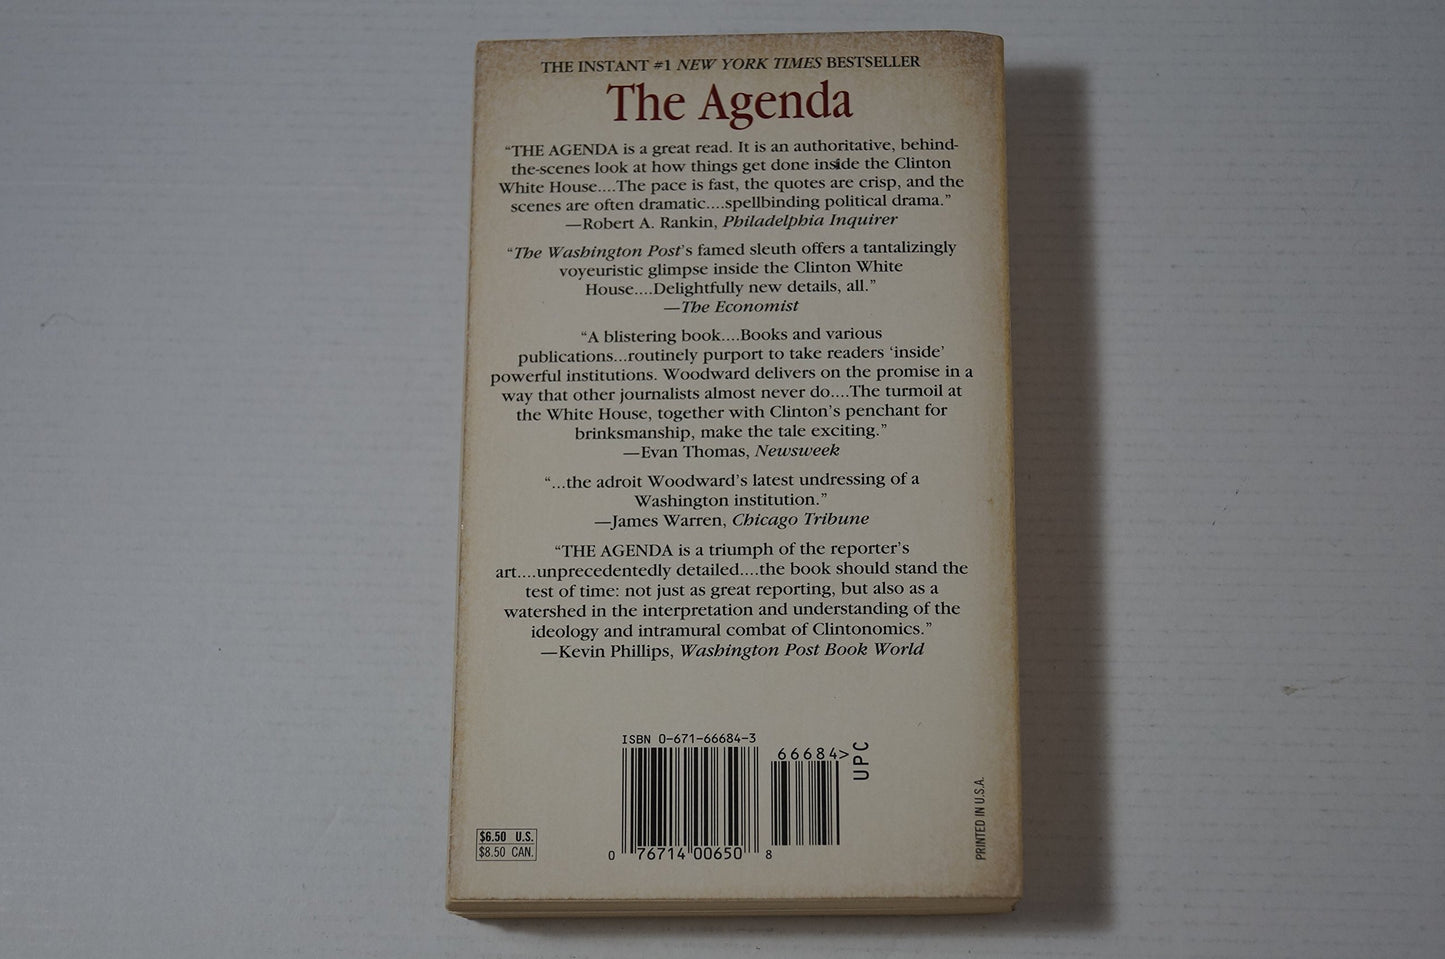 THE INSTANT #1 NEW YORK TIMES BESTSELLER
The Agenda
“THE AGENDA is a great read. It is an authoritative, behind-
the-scenes look at how things get done inside the Clinton
White House....The pace is fast, the quotes are crisp, and the
scenes are often dramatic....spellbinding political drama.”
—Robert A. Rankin, Philadelphia Inquirer
“The Washington Post’s famed sleuth offers a tantalizingly
voyeuristic glimpse inside the Clinton White
House....Delightfully new details, all.”
—The Economist
“A blistering book....Books and various
publications...routinely purport to take readers ‘inside’
powerful institutions. Woodward delivers on the promise in a
way that other journalists almost never do....The turmoil at
the White House, together with Clinton’s penchant for
brinksmanship, make the tale exciting.”
—Evan Thomas, Newsweek
“...the adroit Woodward’s latest undressing of a
Washington institution.”
—James Warren, Chicago Tribune
“THE AGENDA is a triumph of the reporter’s
art....unprecedentedly detailed....the book should stand the
test of time: not just as great reporting, but also as a
watershed in the interpretation and understanding of the
ideology and intramural combat of Clintonomics.”
—Kevin Phillips, Washington Post Book World
ISBN 0-671-66684-3
66684>
UPC
0 76714 00650 8
$6.50 U.S.
$8.50 CAN.
PRINTED IN U.S.A.